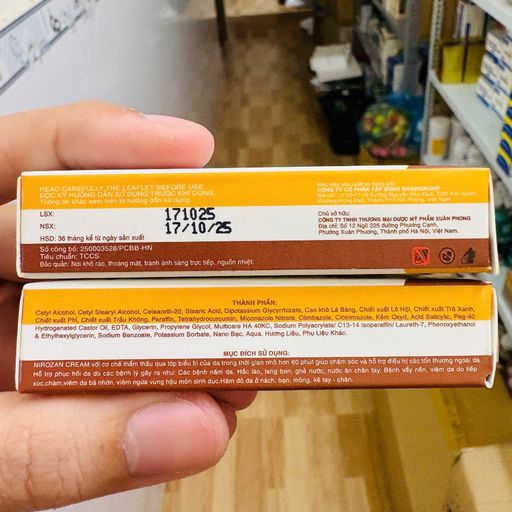 READ CAREFULLY THE LEAFLET BEFORE USE
ĐỌC KỸ HƯỚNG DẪN SỬ DỤNG TRƯỚC KHI DÙNG
Thông tin khác xem trên tờ hướng dẫn sử dụng
LSX: 171025
NSX: 17/10/25
HSD: 36 tháng kể từ ngày sản xuất
Số công bố: 250003528/PCBB-HN
Tiêu chuẩn: TCCS
Bảo quản: Nơi khô ráo, thoáng mát, tránh ánh sáng trực tiếp, nguồn nhiệt.
CÔNG TY CỔ PHẦN TẬP ĐOÀN
Chủ sở hữu:
CÔNG TY TNHH THƯƠNG MẠI DƯỢC MỸ PHẨM XUÂN PHONG
Địa chỉ: Số 12 Ngõ 225 đường Phương Canh,
Phường Xuân Phương, Thành phố Hà Nội, Việt Nam.
THÀNH PHẦN:
Cetyl Alcohol, Cetyl Stearyl Alcohol, Ceteareth-20, Stearic Acid, Dipotassium Glycyrrhizate, Cao khô Lá Bàng, Chiết xuất Lô Hội, Chiết xuất Trà Xanh,
Chiết xuất Phỉ, Chiết xuất Trầu Không, Paraffin, Tetrahydrocurcumin, Miconazole Nitrate, Climbazole, Clotrimazole, Kẽm Oxyd, Acid Salicylic, Peg-40
Hydrogenated Castor Oil, EDTA, Glycerin, Propylene Glycol, Multicare HA 40KC, Sodium Polyacrylate/ C13-14 isoparaffin/ Laureth-7, Phenoxyethanol
& Ethylhexylglycerin, Sodium Benzoate, Potassium Sorbate, Nano Bạc, Aqua, Hương Liệu, Phụ Liệu Khác.
MỤC ĐÍCH SỬ DỤNG:
NIROZAN CREAM với cơ chế thẩm thấu qua lớp biểu bì của da trong thời gian nhỏ hơn 60 phút giúp chăm sóc và hỗ trợ điều trị các tổn thương ngoài da.
Hỗ trợ phục hồi da do các bệnh lý gây ra như: Các bệnh nấm da. Hắc lào, lang ben, ghẻ nước, nước ăn chân tay. Bệnh vẩy nến, viêm da do tiếp
xúc,chàm,viêm da bã nhờn, viêm ngứa vùng hậu môn sinh dục.Hăm đỏ da ở nách, bẹn, mông, kẽ tay - chân.